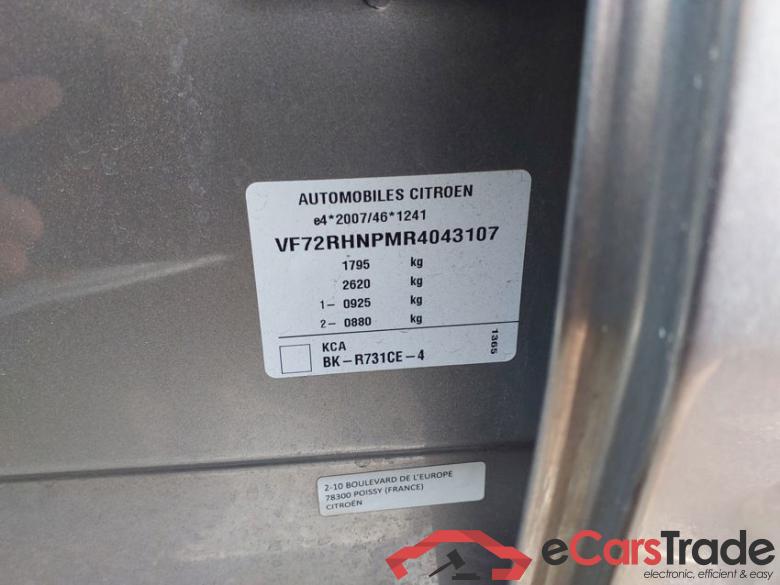 AUTOMOBILES CITROEN
e4*2007/46*1241
VF72RHNPMR4043107
1795 kg
2620 kg
1- 0925 kg
2- 0880 kg
KCA
BK-R731CE-4
1365
2-10 BOULEVARD DE L'EUROPE
78300 POISSY (FRANCE)
CITROËN
eCarsTrade
electronic, efficient & easy